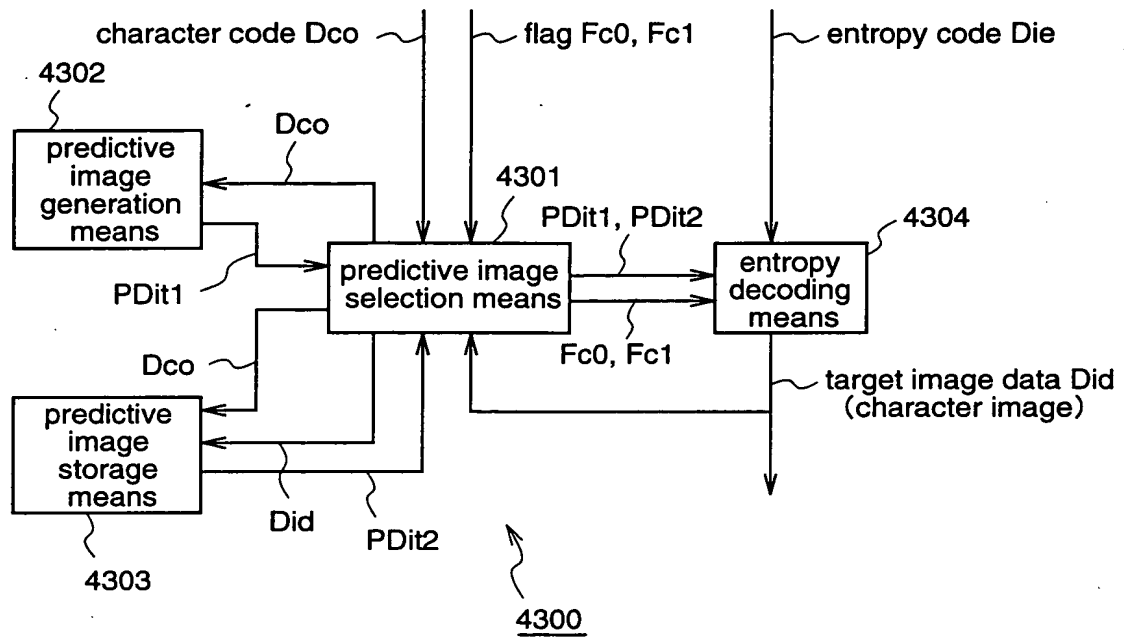 character code Dco
flag Fc0, Fc1
entropy code Die
4302
predictive
image
generation
means
Dco
4301
PDit1, PDit2
4304
predictive image
selection means
entropy
decoding
means
PDit1
Fc0, Fc1
Dco
target image data Did
(character image)
predictive
image
storage
means
Did
PDit2
4303
4300